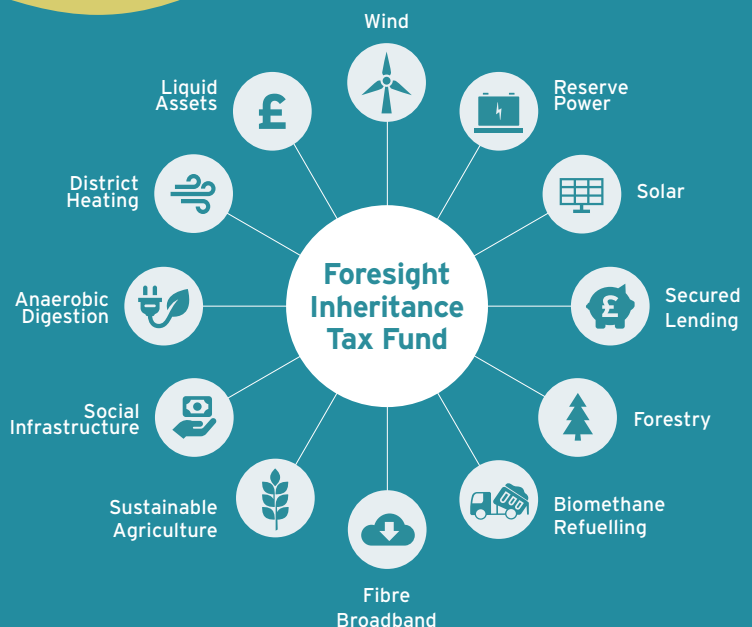 Wind
Reserve
Power
Solar
Secured
Lending
Forestry
Biomethane
Refuelling
Fibre
Broadband
Sustainable
Agriculture
Social
Infrastructure
Anaerobic
Digestion
District
Heating
Liquid
Assets
£
£
Foresight
Inheritance
Tax Fund